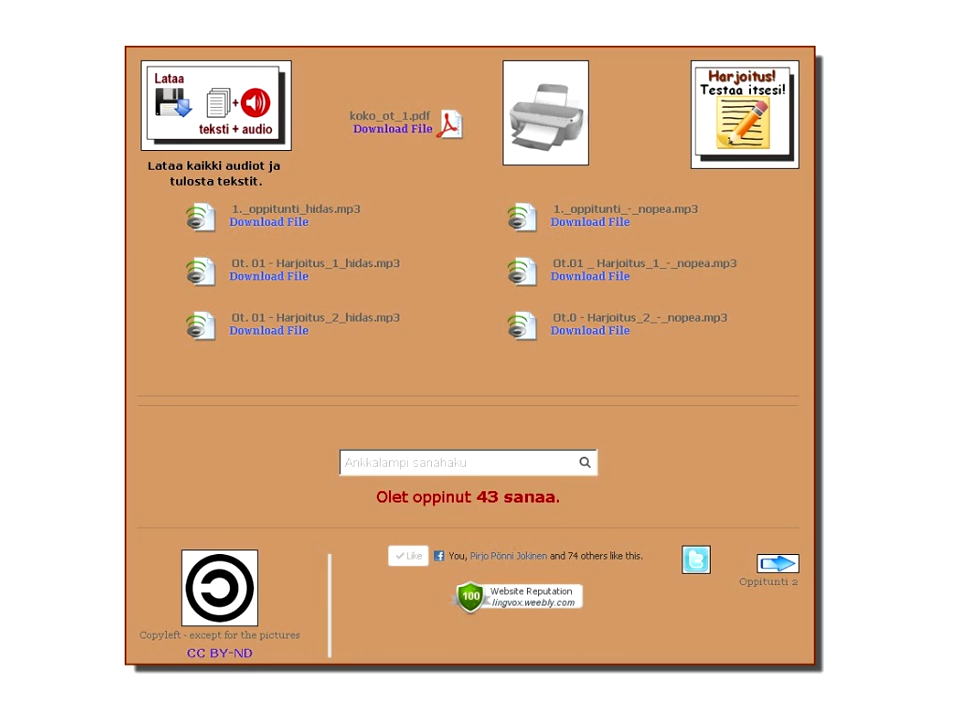 Lataa
teksti + audio
Lataa kaikki audiot ja
tulosta tekstit.
koko_ot_1.pdf
Download File
Harjoitus!
Testaa itsesi!
1._oppitunti_hidas.mp3
Download File
1._oppitunti_-_nopea.mp3
Download File
Ot. 01 - Harjoitus_1_hidas.mp3
Download File
Ot.01 _ Harjoitus_1_-_nopea.mp3
Download File
Ot. 01 - Harjoitus_2_hidas.mp3
Download File
Ot.0 - Harjoitus_2_-_nopea.mp3
Download File
Ankkalampi sanahaku
Olet oppinut 43 sanaa.
Like
You, Pirjo Pönni Jokinen and 74 others like this.
100
Website Reputation
lingvox.weebly.com
Oppitunti 2
Copyleft - except for the pictures
CC BY-ND